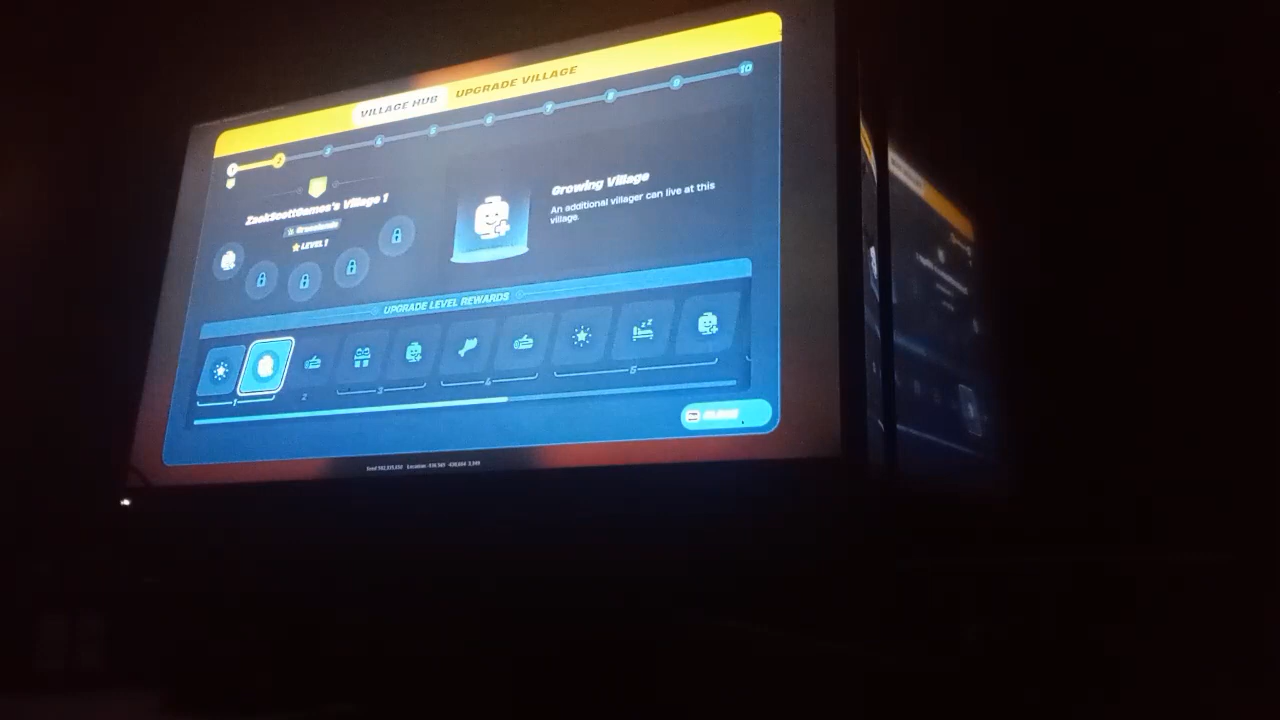 VILLAGE HUB UPGRADE VILLAGE
1 2 3 4 5 6 7 8 9 10
ZackScottGames's Village 1
Grasslands
LEVEL 1
Growing Village
An additional villager can live at this
village.
UPGRADE LEVEL REWARDS
1 2 3 4 5